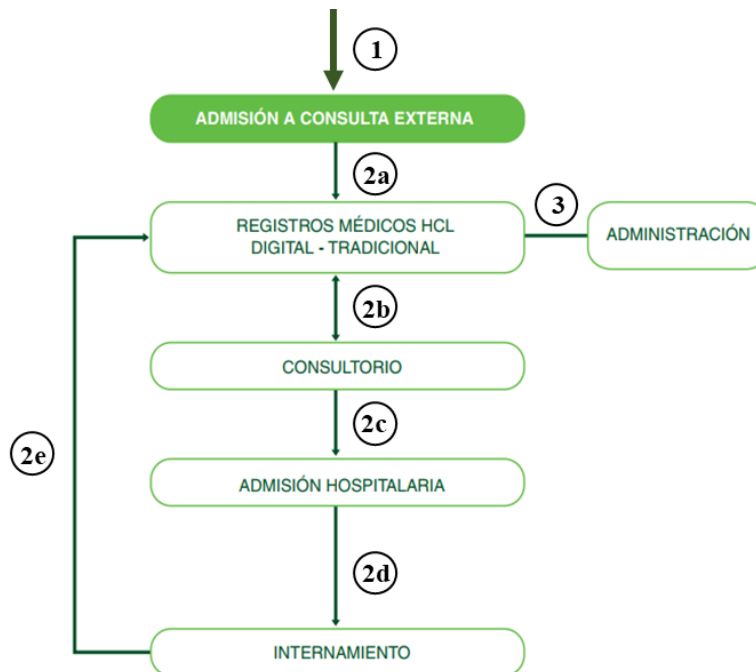 1
ADMISIÓN A CONSULTA EXTERNA
2a
REGISTROS MÉDICOS HCL
DIGITAL - TRADICIONAL
3
ADMINISTRACIÓN
2b
CONSULTORIO
2c
2e
ADMISIÓN HOSPITALARIA
2d
INTERNAMIENTO